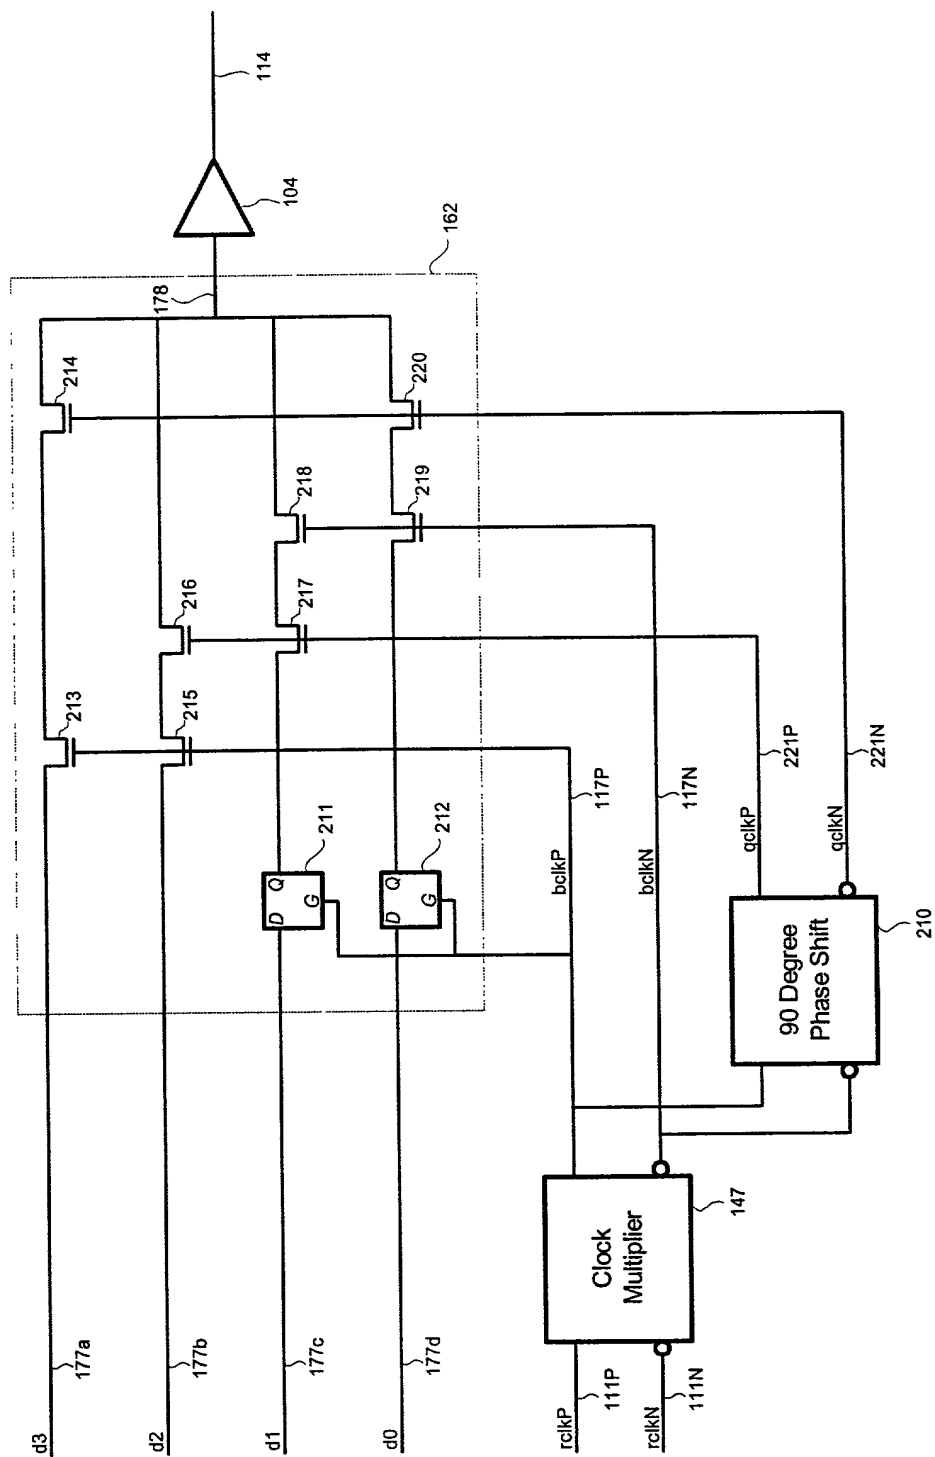 114
104
162
178
214
220
218
219
216
217
213
215
211
212
D
Q
G
D
Q
G
d3
177a
d2
177b
d1
177c
d0
177d
bclkP
117P
bclkN
117N
qclkP
221P
qclkN
221N
90 Degree
Phase Shift
210
Clock
Multiplier
147
rclkP
111P
rclkN
111N